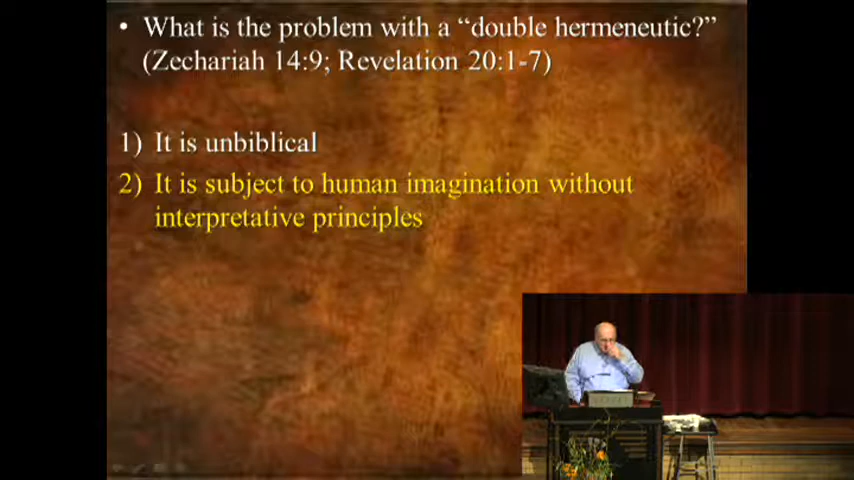 • What is the problem with a “double hermeneutic?”
(Zechariah 14:9; Revelation 20:1-7)
1) It is unbiblical
2) It is subject to human imagination without
interpretative principles